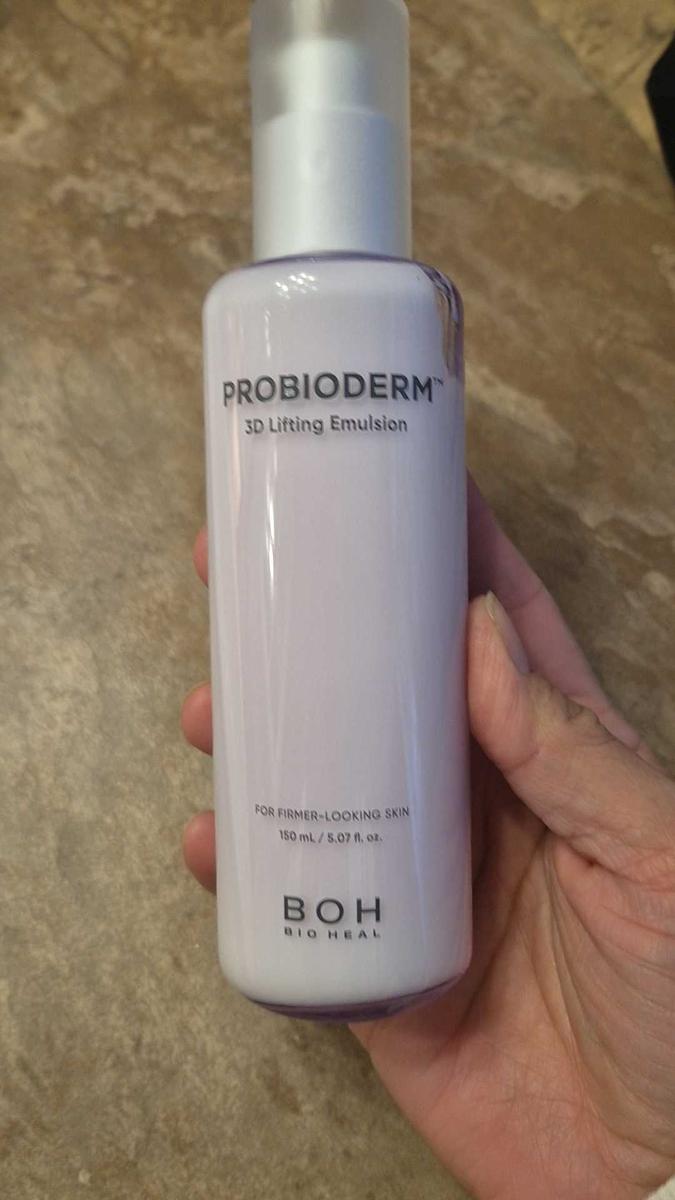 PROBIODERM™
3D Lifting Emulsion
FOR FIRMER-LOOKING SKIN
150 mL / 5.07 fl. oz.
BOH
BIO HEAL